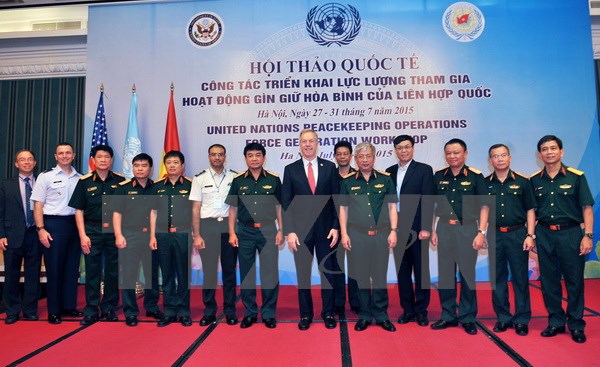 HỘI THẢO QUỐC TẾ
CÔNG TÁC TRIỂN KHAI LỰC LƯỢNG THAM GIA
HOẠT ĐỘNG GÌN GIỮ HÒA BÌNH CỦA LIÊN HỢP QUỐC
Hà Nội, Ngày 27 - 31 tháng 7 năm 2015
UNITED NATIONS PEACEKEEPING OPERATIONS
FORCE GENERATION WORKSHOP
2015
TTXVN